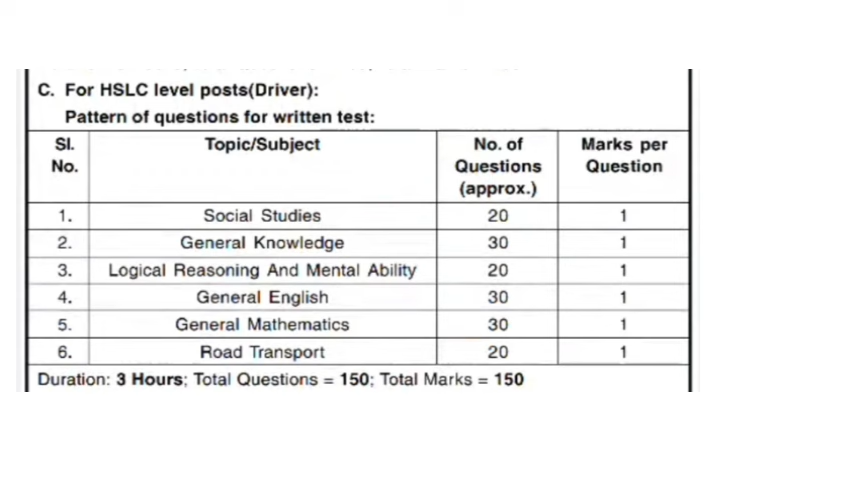 C. For HSLC level posts(Driver):
Pattern of questions for written test:
Sl. No. Topic/Subject No. of Questions (approx.) Marks per Question
1. Social Studies 20 1
2. General Knowledge 30 1
3. Logical Reasoning And Mental Ability 20 1
4. General English 30 1
5. General Mathematics 30 1
6. Road Transport 20 1
Duration: 3 Hours; Total Questions = 150; Total Marks = 150